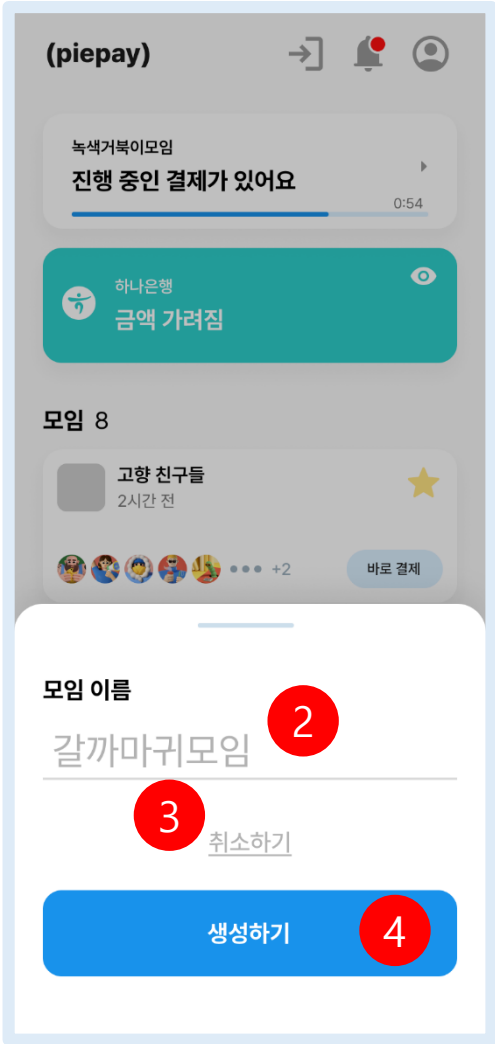 (piepay)
녹색거북이모임
진행 중인 결제가 있어요
0:54
하나은행
금액 가려짐
모임 8
고향 친구들
2시간 전
+2
바로 결제
모임 이름
2
갈까마귀모임
3
취소하기
생성하기
4